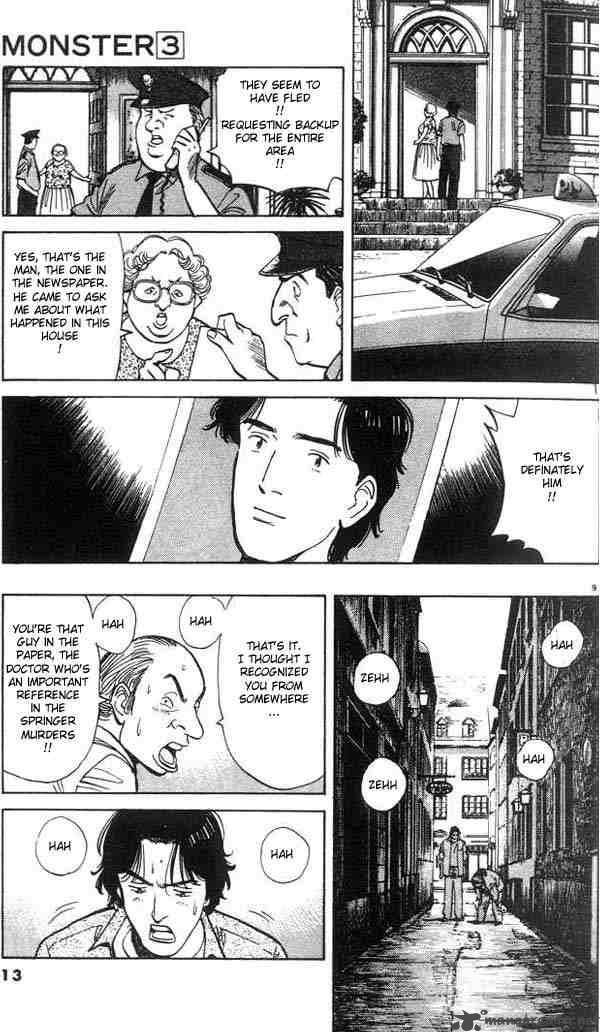 MONSTER 3
THEY SEEM TO
HAVE FLED
!!
REQUESTING BACKUP
FOR THE ENTIRE
AREA
!!
YES, THAT'S THE
MAN, THE ONE IN
THE NEWSPAPER.
HE CAME TO ASK
ME ABOUT WHAT
HAPPENED IN THIS
HOUSE
!
THAT'S
DEFINATELY
HIM
!!
9
HAH
HAH
YOU'RE THAT
GUY IN THE
PAPER, THE
DOCTOR WHO'S
AN IMPORTANT
REFERENCE
IN THE
SPRINGER
MURDERS
!!
THAT'S IT.
I THOUGHT I
RECOGNIZED
YOU FROM
SOMEWHERE
...
HAH
HAH
HAH
ZEHH
HAH
ZEHH
13